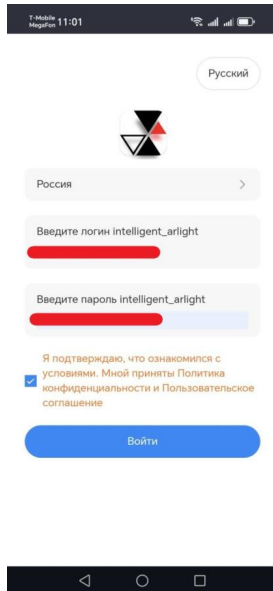 T-Mobile
MegaFon 11:01
Русский
Россия
Введите логин intelligent_arlight
Введите пароль intelligent_arlight
Я подтверждаю, что ознакомился с
условиями. Мной приняты Политика
конфиденциальности и Пользовательское
соглашение
Войти